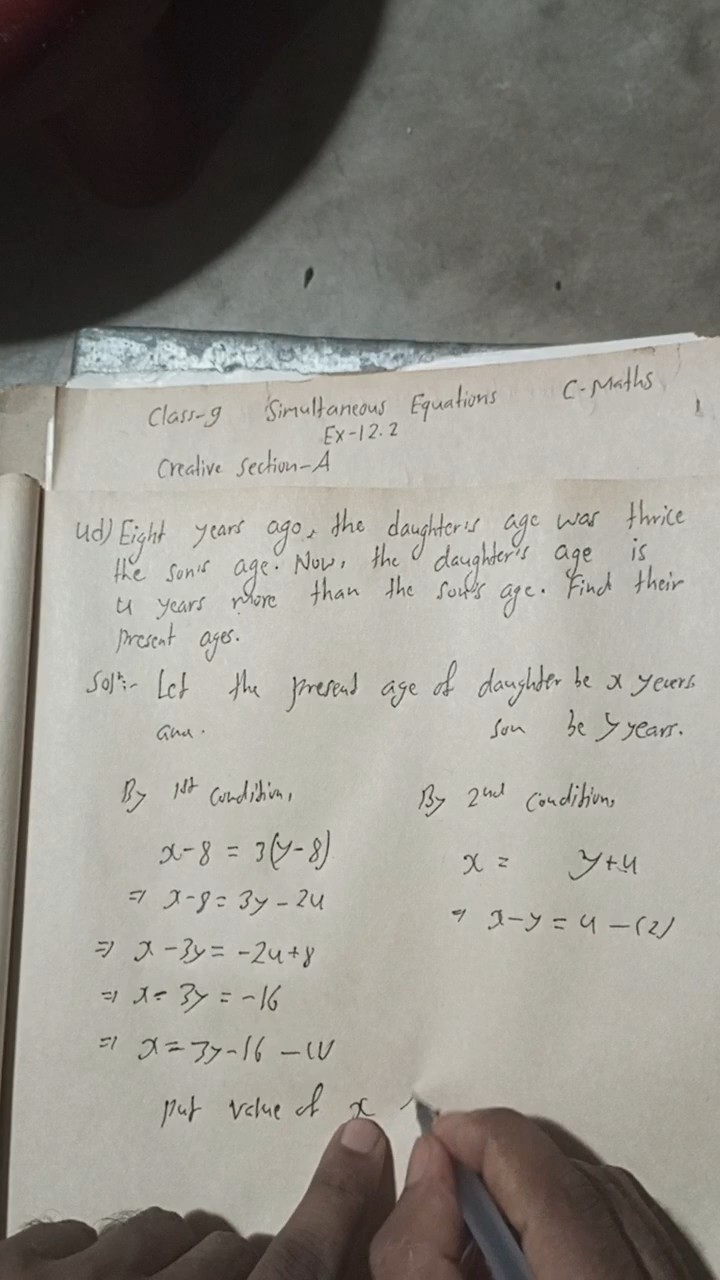 Class-9 Simultaneous Equations C-Maths 1
Ex-12.2
Creative section-A
4d) Eight years ago, the daughter's age was thrice
the son's age. Now, the daughter's age is
4 years more than the son's age. Find their
present ages.
Solⁿ:- Let the present age of daughter be x years.
and. son be y years.
By 1st condition, By 2nd condition,
x-8 = 3(y-8) x = y+4
⇒ x-8 = 3y-24 ⇒ x-y = 4 -(2)
⇒ x-3y = -24+8
⇒ x-3y = -16
⇒ x = 3y-16 -(1)
put value of x